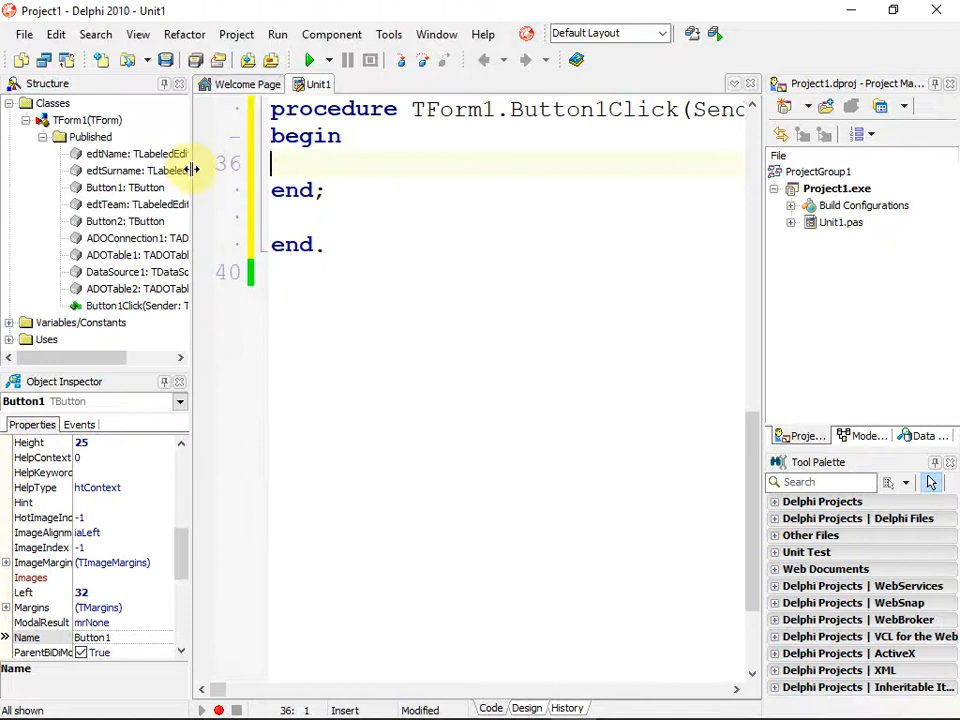 Project1 - Delphi 2010 - Unit1
File Edit Search View Refactor Project Run Component Tools Window Help
Default Layout
Structure
Classes
TForm1(TForm)
Published
edtName: TLabeledEdi
edtSurname: TLabeled
Button1: TButton
edtTeam: TLabeledEdit
Button2: TButton
ADOConnection1: TAD
ADOTable1: TADOTabl
DataSource1: TDataSo
ADOTable2: TADOTabl
Button1Click(Sender: T
Variables/Constants
Uses
Object Inspector
Button1 TButton
Properties Events
Height 25
HelpContext 0
HelpKeyword
HelpType htContext
Hint
HotImageInd -1
ImageAlignm iaLeft
ImageIndex -1
ImageMargin (TImageMargins)
Images
Left 32
Margins (TMargins)
ModalResult mrNone
Name Button1
ParentBiDiMo True
Name
All shown
Welcome Page Unit1
procedure TForm1.Button1Click(Send
begin
36
end;
end.
40
36: 1 Insert Modified Code Design History
Project1.dproj - Project Ma...
File
ProjectGroup1
Project1.exe
Build Configurations
Unit1.pas
Proje... Mode... Data ...
Tool Palette
Search
Delphi Projects
Delphi Projects | Delphi Files
Other Files
Unit Test
Web Documents
Delphi Projects | WebServices
Delphi Projects | WebSnap
Delphi Projects | WebBroker
Delphi Projects | VCL for the Web
Delphi Projects | ActiveX
Delphi Projects | XML
Delphi Projects | Inheritable It...